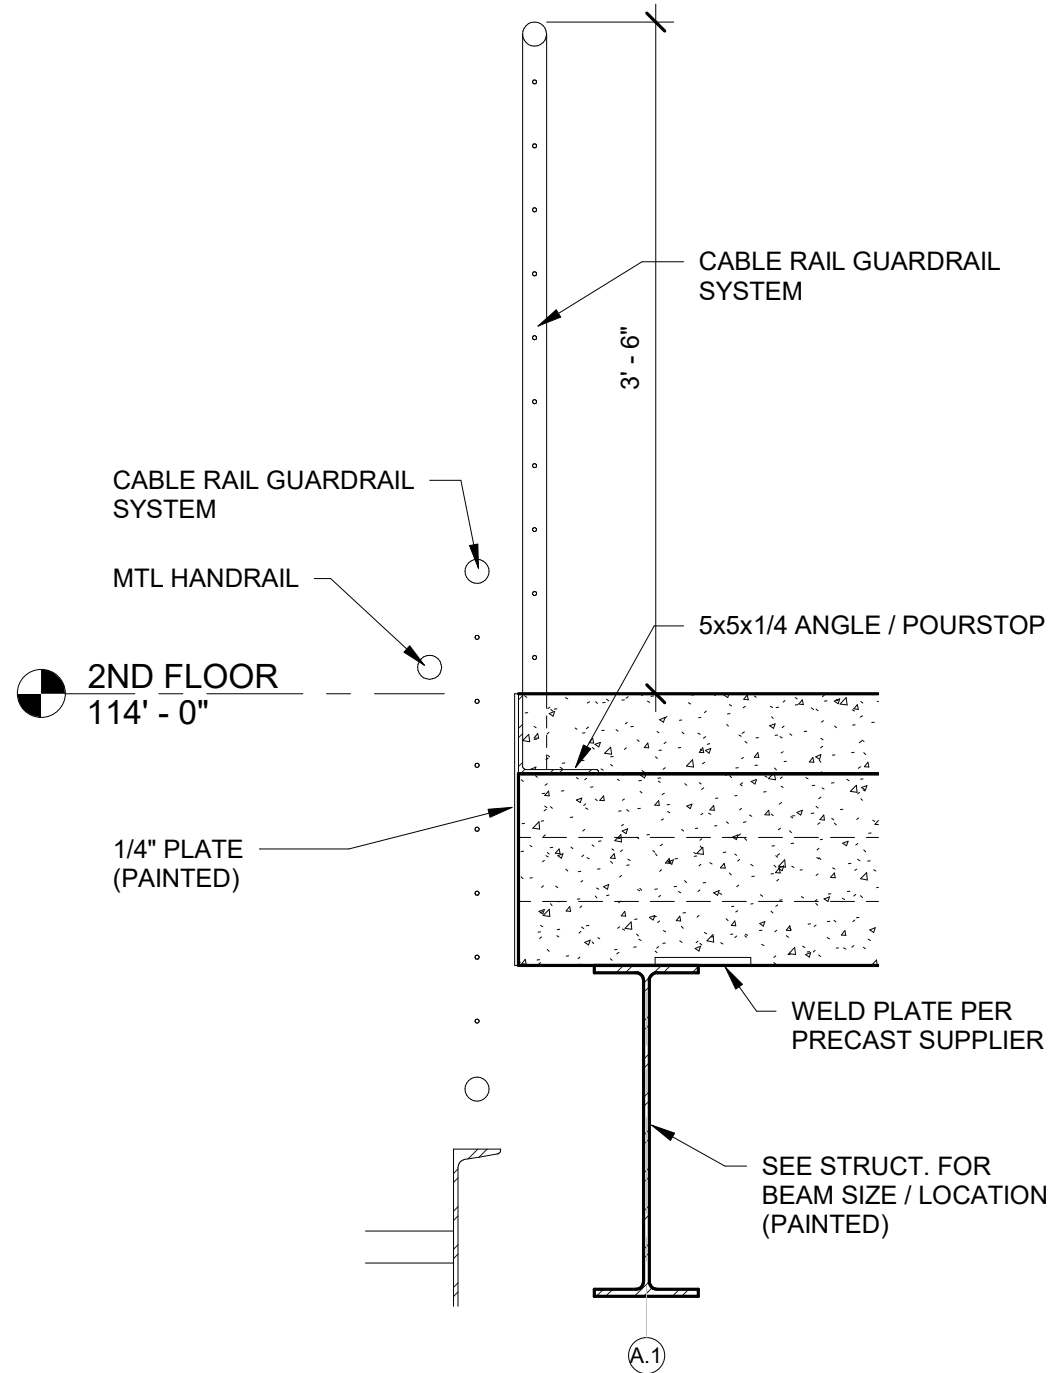 CABLE RAIL GUARDRAIL
SYSTEM
3' - 6"
CABLE RAIL GUARDRAIL
SYSTEM
MTL HANDRAIL
5x5x1/4 ANGLE / POURSTOP
2ND FLOOR
114' - 0"
1/4" PLATE
(PAINTED)
WELD PLATE PER
PRECAST SUPPLIER
SEE STRUCT. FOR
BEAM SIZE / LOCATION
(PAINTED)
A.1